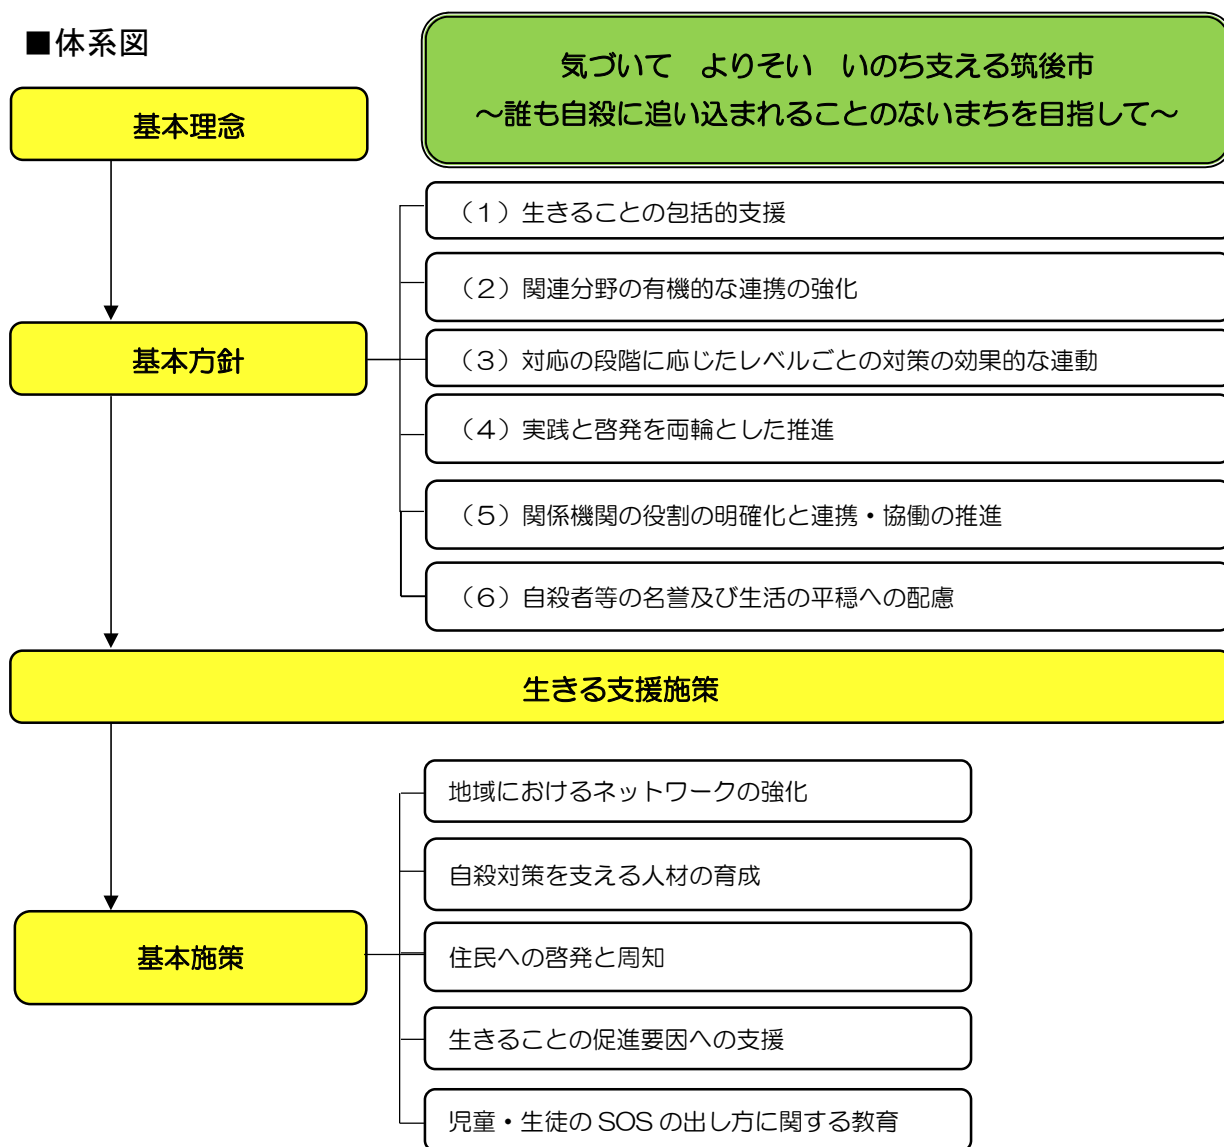 ■体系図
気づいて　よりそい　いのち支える筑後市
～誰も自殺に追い込まれることのないまちを目指して～
基本理念
（１）生きることの包括的支援
（２）関連分野の有機的な連携の強化
基本方針
（３）対応の段階に応じたレベルごとの対策の効果的な連動
（４）実践と啓発を両輪とした推進
（５）関係機関の役割の明確化と連携・協働の推進
（６）自殺者等の名誉及び生活の平穏への配慮
生きる支援施策
地域におけるネットワークの強化
自殺対策を支える人材の育成
基本施策
住民への啓発と周知
生きることの促進要因への支援
児童・生徒の SOS の出し方に関する教育